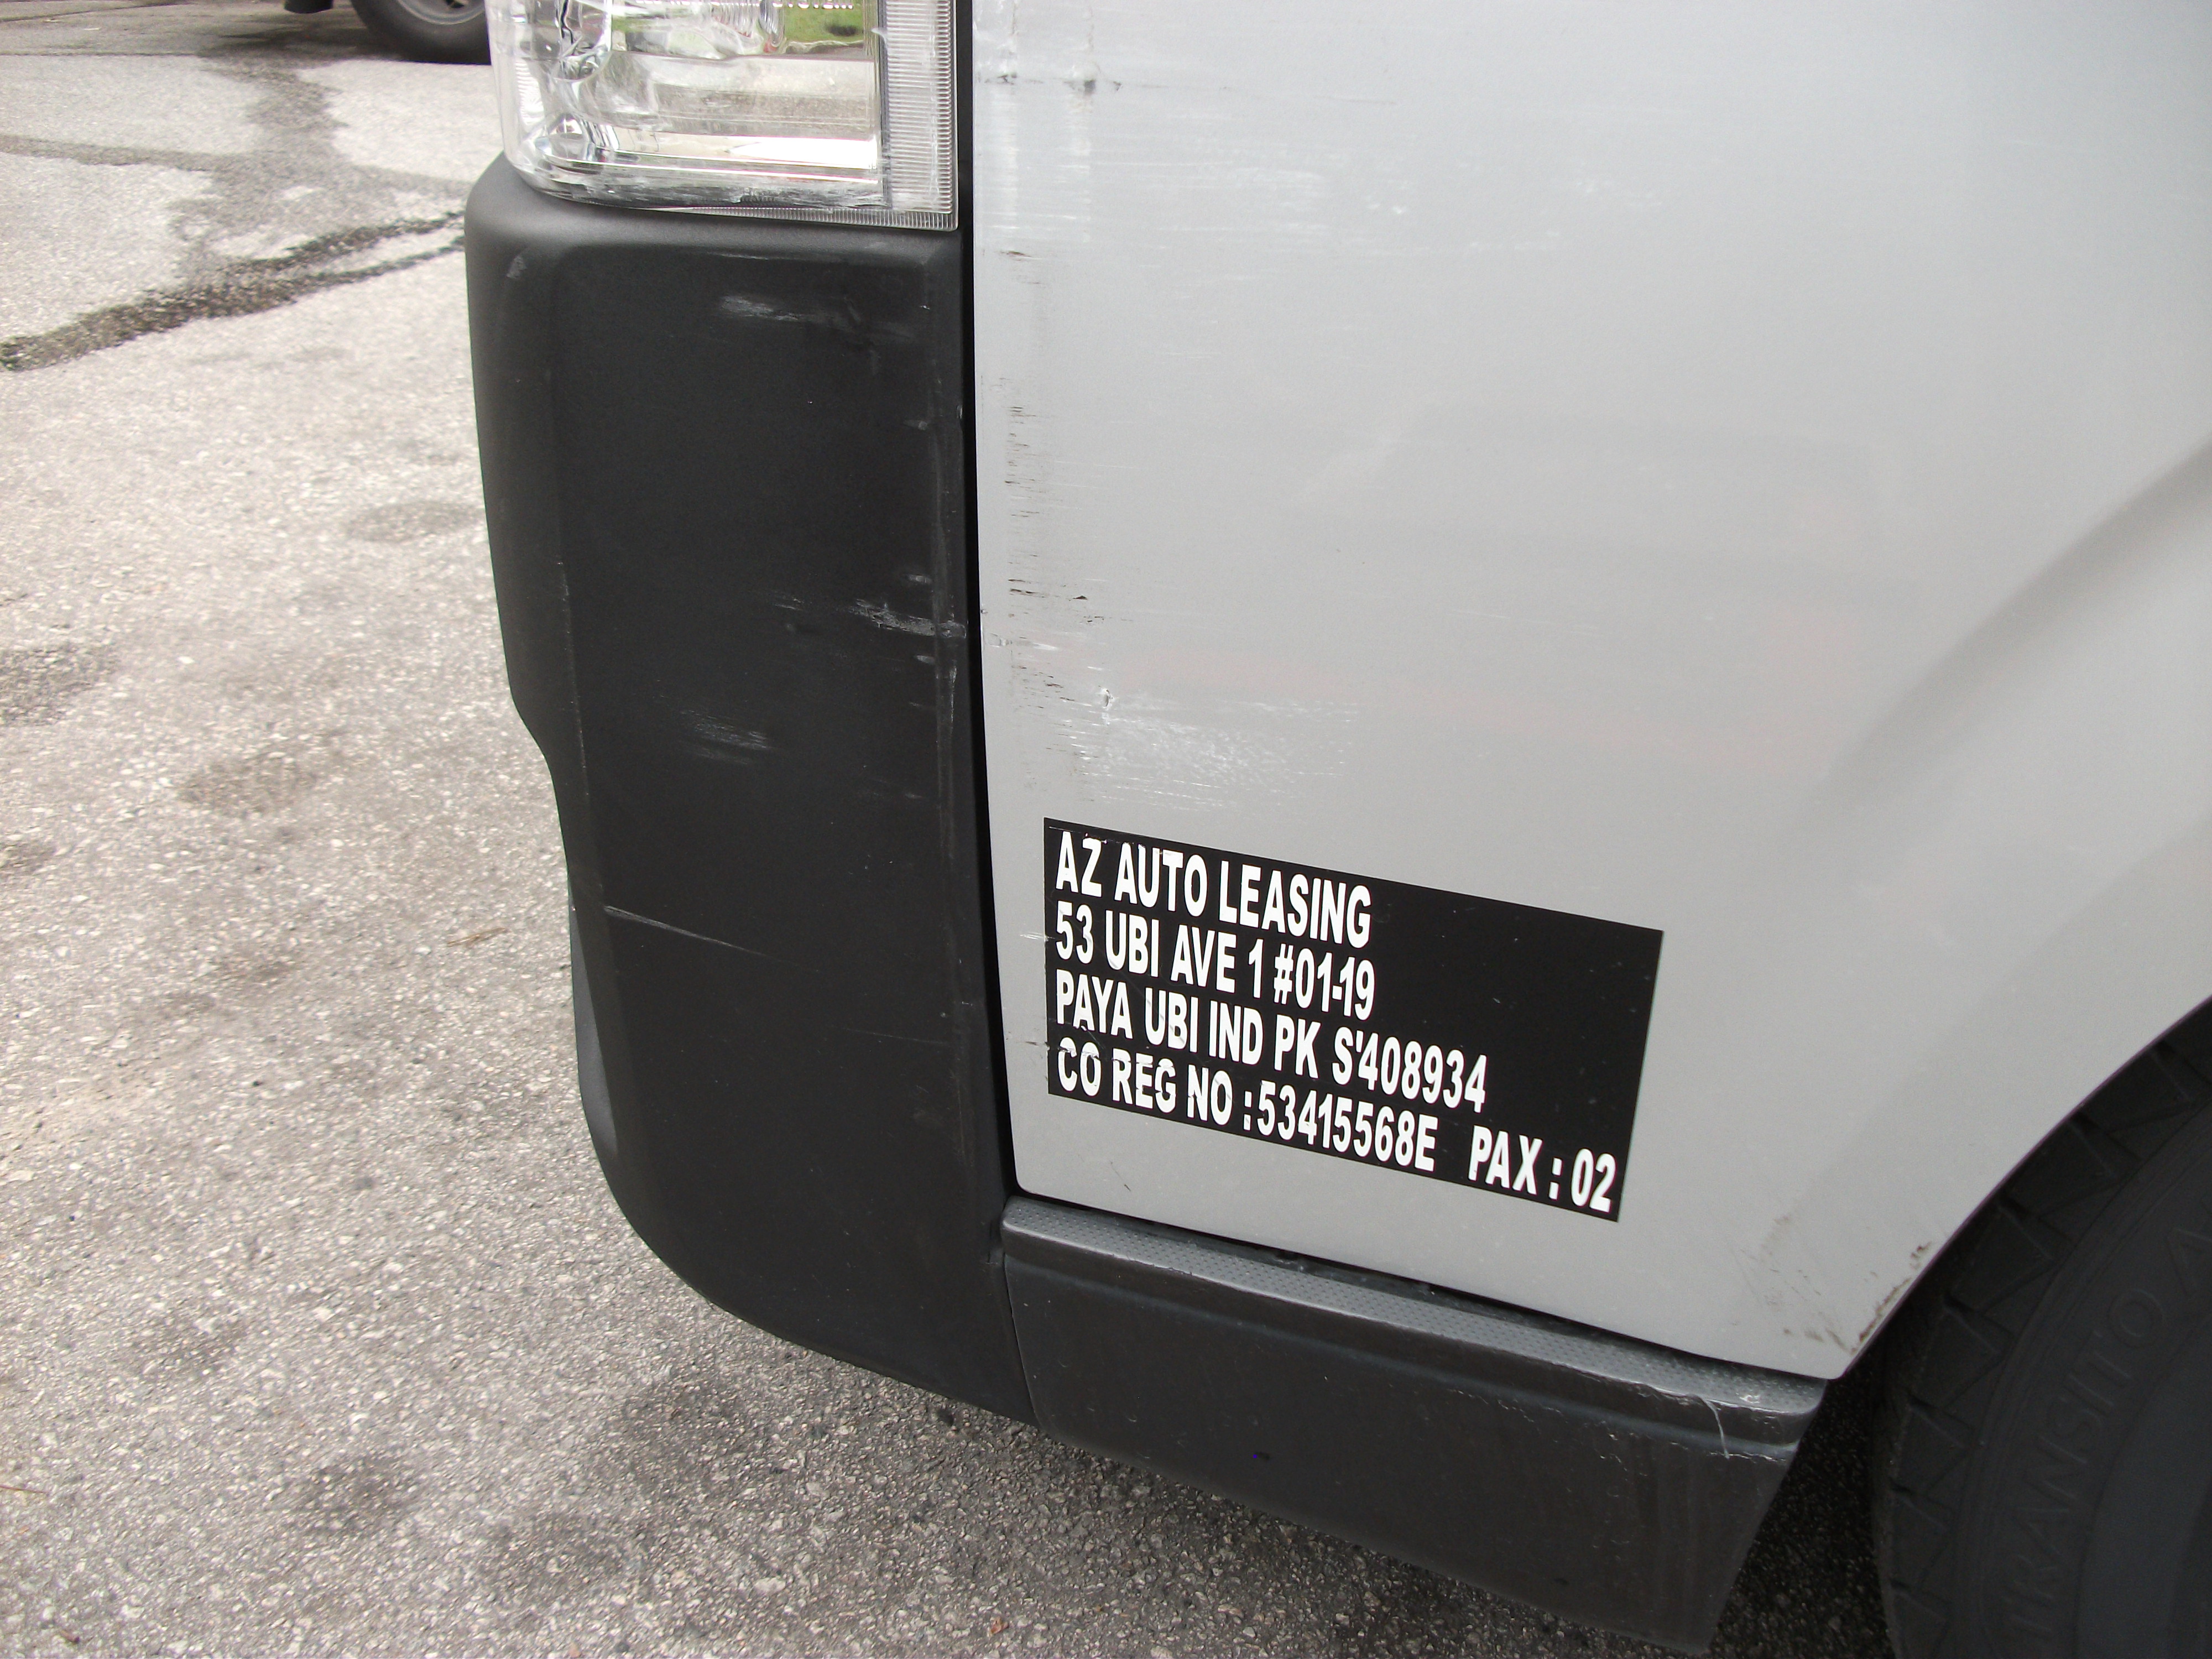 AZ AUTO LEASING
53 UBI AVE 1 #01-19
PAYA UBI IND PK S'408934
CO REG NO :53415568E PAX : 02
TRANSITO